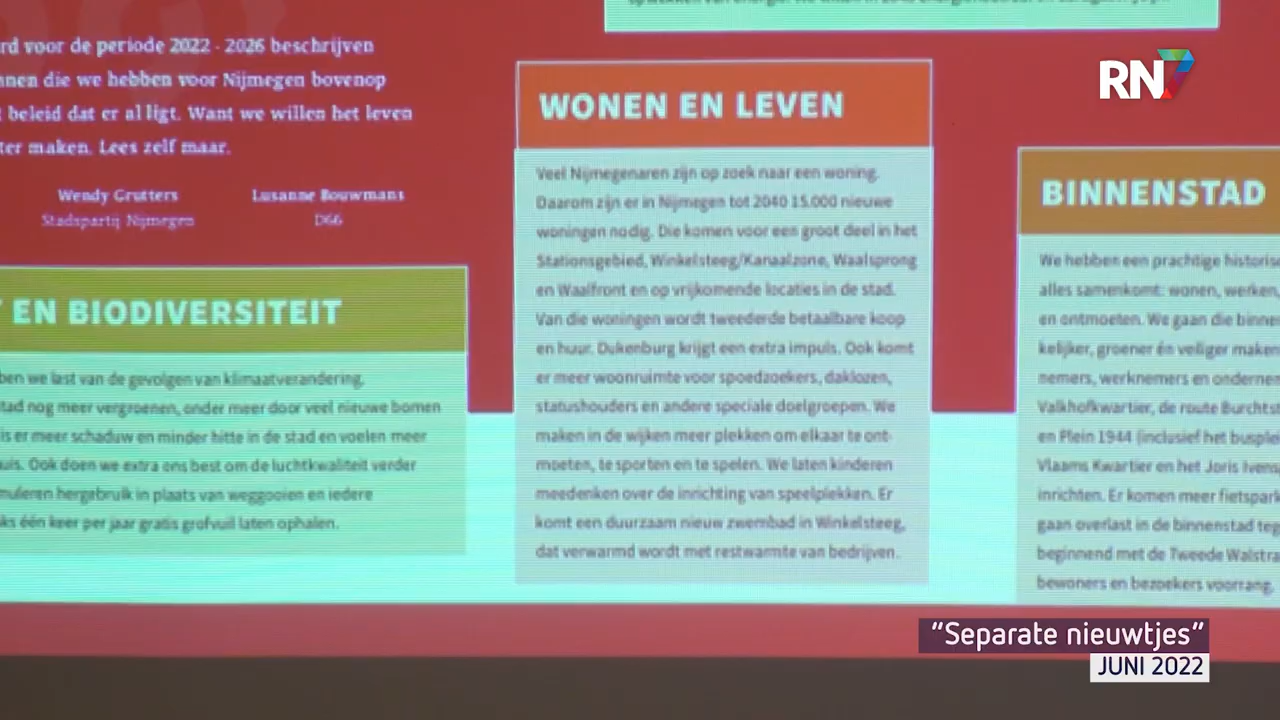 rd voor de periode 2022 - 2026 beschrijven
nnen die we hebben voor Nijmegen bovenop
t beleid dat er al ligt. Want we willen het leven
ter maken. Lees zelf maar.
Wendy Grutters
Stadspartij Nijmegen
Lusanne Bouwmans
D66
EN BIODIVERSITEIT
ben we last van de gevolgen van klimaatverandering.
tad nog meer vergroenen, onder meer door veel nieuwe bomen
is er meer schaduw en minder hitte in de stad en voelen meer
uis. Ook doen we extra ons best om de luchtkwaliteit verder
muleren hergebruik in plaats van weggooien en iedere
ks één keer per jaar gratis grofvuil laten ophalen.
WONEN EN LEVEN
Veel Nijmegenaren zijn op zoek naar een woning.
Daarom zijn er in Nijmegen tot 2040 15.000 nieuwe
woningen nodig. Die komen voor een groot deel in het
Stationsgebied, Winkelsteeg/Kanaalzone, Waalsprong
en Waalfront en op vrijkomende locaties in de stad.
Van die woningen wordt tweederde betaalbare koop
en huur. Dukenburg krijgt een extra impuls. Ook komt
er meer woonruimte voor spoedzoekers, daklozen,
statushouders en andere speciale doelgroepen. We
maken in de wijken meer plekken om elkaar te ont-
moeten, te sporten en te spelen. We laten kinderen
meedenken over de inrichting van speelplekken. Er
komt een duurzaam nieuw zwembad in Winkelsteeg,
dat verwarmd wordt met restwarmte van bedrijven.
BINNENSTAD
We hebben een prachtige historisc
alles samenkomt: wonen, werken,
en ontmoeten. We gaan die binne
kelijker, groener én veiliger maken
nemers, werknemers en onderne
Valkhofkwartier, de route Burchtst
en Plein 1944 (inclusief het busple
Vlaams Kwartier en het Joris Ivens
inrichten. Er komen meer fietspark
gaan overlast in de binnenstad teg
beginnend met de Tweede Walstra
bewoners en bezoekers voorrang.
RN7
“Separate nieuwtjes”
JUNI 2022